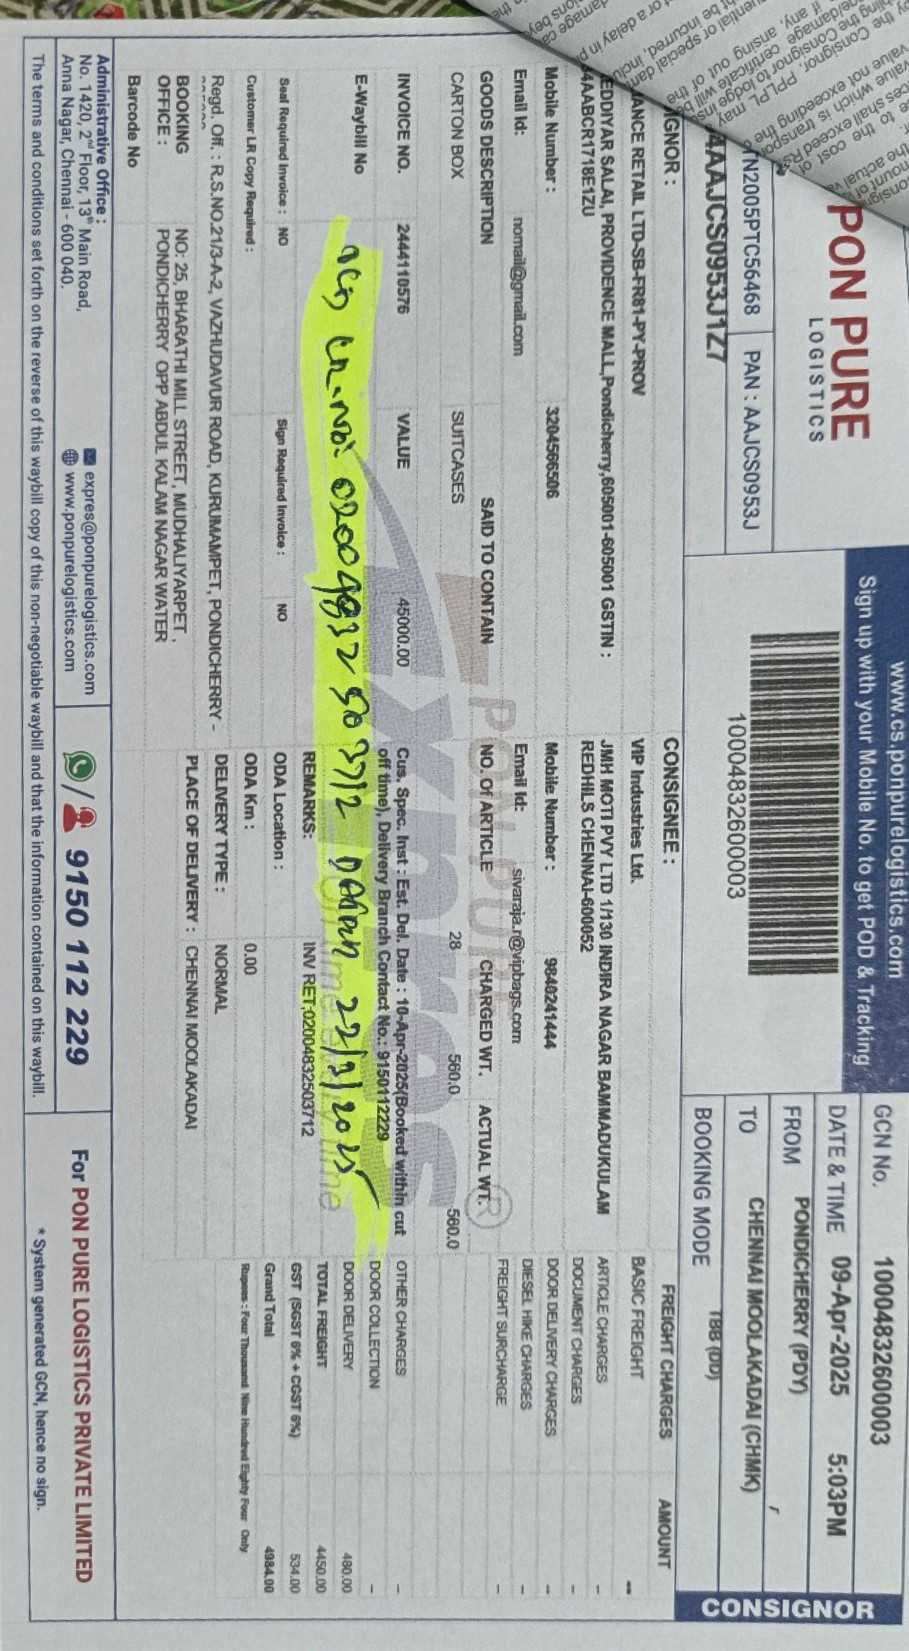 PON PURE
LOGISTICS
www.cs.ponpurelogistics.com
Sign up with your Mobile No. to get POD & Tracking
TN2005PTC56468 PAN : AAJCS0953J
4AAJCS0953J1Z7
1000483260003
GCN No. 1000483260003
DATE & TIME 09-Apr-2025 5:03PM
FROM PONDICHERRY (PDY)
TO CHENNAI MOOLAKADAI (CHMK)
BOOKING MODE TBB (DD)
CONSIGNOR
IGNOR :
ANCE RETAIL LTD-SB-FR81-PY-PROV
EDDIYAR SALAI, PROVIDENCE MALL,Pondicherry,605001-605001 GSTIN :
4AABCR1718E1ZU
Mobile Number : 3204566506
Email Id: nomail@gmail.com
CONSIGNEE :
VIP Industries Ltd.
JMH MOTI PVY LTD 1/130 INDIRA NAGAR BAMMADUKULAM
REDHILS CHENNAI-600052
Mobile Number : 9840241444
Email Id: sivaraja.r@vipbags.com
GOODS DESCRIPTION SAID TO CONTAIN NO. Of ARTICLE CHARGED WT. ACTUAL WT.
CARTON BOX SUITCASES 28 560.0 560.0
INVOICE NO. 2444110576 VALUE 45000.00
Cus. Spec. Inst : Est. Del. Date : 10-Apr-2025(Booked within cut
off time), Delivery Branch Contact No.: 9150112229
E-Waybill No
02004832503712 22/3/2025
REMARKS: INV RET:02004832503712
Seal Required Invoice : NO Sign Required Invoice : NO
ODA Location :
Customer LR Copy Required :
ODA Km : 0.00
Regd. Off. : R.S.NO.21/3-A-2, VAZHUDAVUR ROAD, KURUMAMPET, PONDICHERRY -
DELIVERY TYPE : NORMAL
BOOKING OFFICE : NO: 25, BHARATHI MILL STREET, MUDHALIYARPET ,
PONDICHERRY OPP ABDUL KALAM NAGAR WATER
PLACE OF DELIVERY : CHENNAI MOOLAKADAI
Barcode No
FREIGHT CHARGES AMOUNT
BASIC FREIGHT --
ARTICLE CHARGES –
DOCUMENT CHARGES –
DOOR DELIVERY CHARGES –
DIESEL HIKE CHARGES –
FREIGHT SURCHARGE –
OTHER CHARGES –
DOOR COLLECTION –
DOOR DELIVERY 480.00
TOTAL FREIGHT 4450.00
GST (SGST 6% + CGST 6%) 534.00
Grand Total 4984.00
Rupees : Four Thousand Nine Hundred Eighty Four Only
PON PURE
Xpres
Administrative Office :
No. 1420, 2nd Floor, 13th Main Road,
Anna Nagar, Chennai - 600 040.
expres@ponpurelogistics.com
www.ponpurelogistics.com
9150 112 229
For PON PURE LOGISTICS PRIVATE LIMITED
The terms and conditions set forth on the reverse of this waybill copy of this non-negotiable waybill and that the information contained on this waybill.
* System generated GCN, hence no sign.